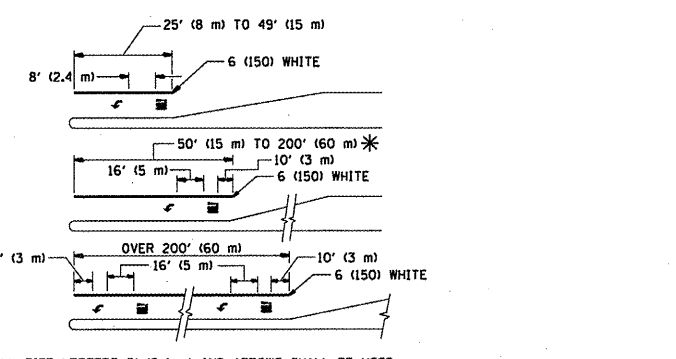 25' (8 m) TO 49' (15 m)
6 (150) WHITE
8' (2.4 m)
50' (15 m) TO 200' (60 m) *
10' (3 m)
16' (5 m)
6 (150) WHITE
OVER 200' (60 m)
' (3 m)
16' (5 m)
10' (3 m)
6 (150) WHITE